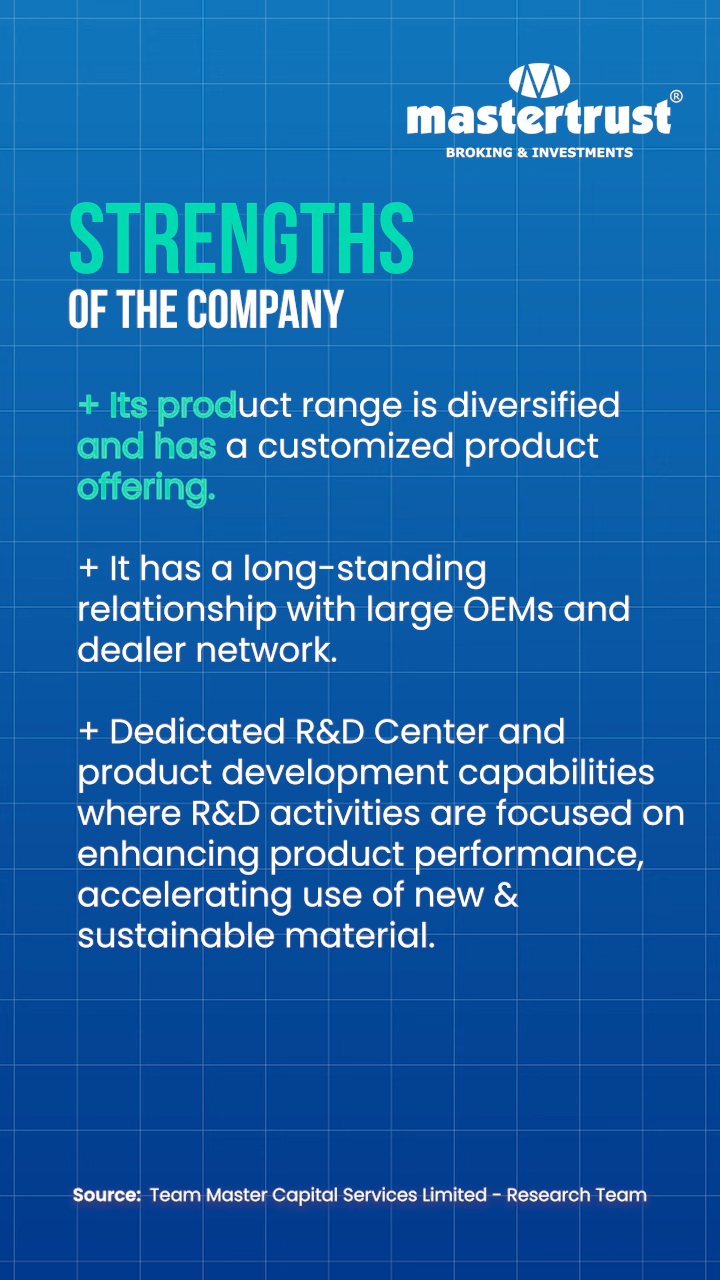 mastertrust®
BROKING & INVESTMENTS
STRENGTHS
OF THE COMPANY
+ Its product range is diversified
and has a customized product
offering.
+ It has a long-standing
relationship with large OEMs and
dealer network.
+ Dedicated R&D Center and
product development capabilities
where R&D activities are focused on
enhancing product performance,
accelerating use of new &
sustainable material.
Source: Team Master Capital Services Limited - Research Team